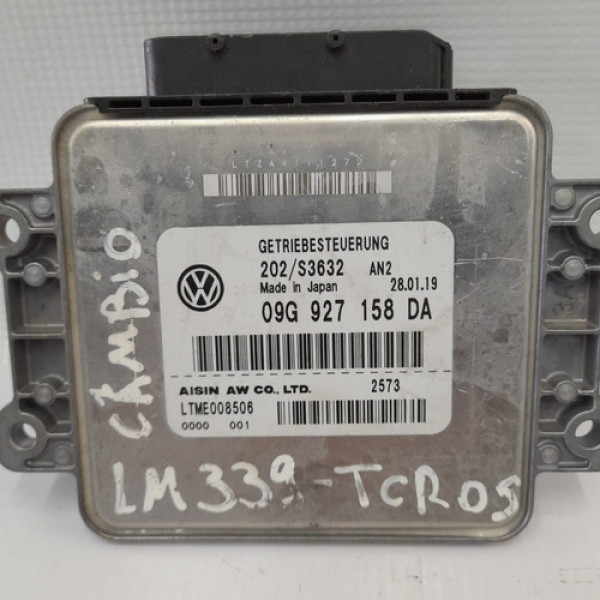 GETRIEBESTEUERUNG
202/S3632 AN2
Made in Japan 28.01.19
09G 927 158 DA
AISIN AW CO., LTD. 2573
LTME008506
0000 001
CAMBIO
LM339-TCR05